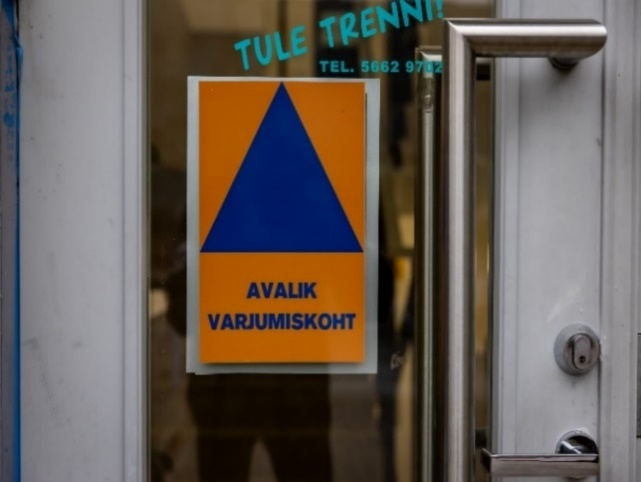 TULE TRENNI!
TEL. 5662 9702
AVALIK
VARJUMISKOHT